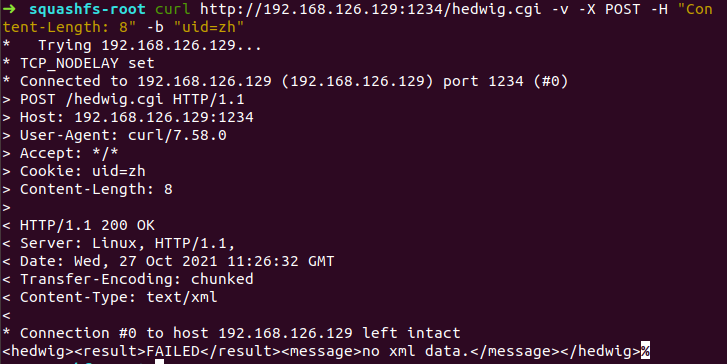 ➜  squashfs-root curl http://192.168.126.129:1234/hedwig.cgi -v -X POST -H "Con
tent-Length: 8" -b "uid=zh"
*   Trying 192.168.126.129...
* TCP_NODELAY set
* Connected to 192.168.126.129 (192.168.126.129) port 1234 (#0)
> POST /hedwig.cgi HTTP/1.1
> Host: 192.168.126.129:1234
> User-Agent: curl/7.58.0
> Accept: */*
> Cookie: uid=zh
> Content-Length: 8
>
< HTTP/1.1 200 OK
< Server: Linux, HTTP/1.1,
< Date: Wed, 27 Oct 2021 11:26:32 GMT
< Transfer-Encoding: chunked
< Content-Type: text/xml
<
* Connection #0 to host 192.168.126.129 left intact
<hedwig><result>FAILED</result><message>no xml data.</message></hedwig>%